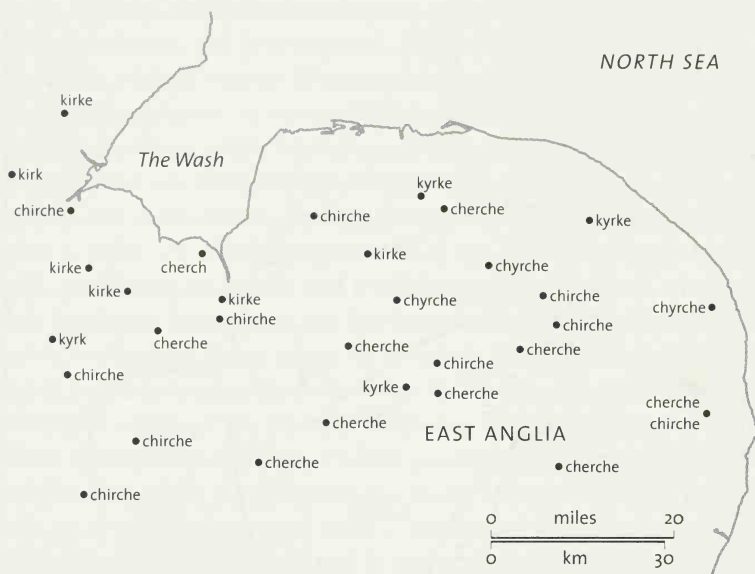 NORTH SEA
kirke
The Wash
kirk
kyrke
chirche
chirche
cherche
kyrke
kirke
cherch
kirke
chyrche
kirke
kirke
chyrche
chirche
chyrche
chirche
chirche
kyrk
cherche
cherche
cherche
chirche
chirche
kyrke
cherche
cherche
chirche
cherche
EAST ANGLIA
chirche
cherche
cherche
chirche
0 miles 20
0 km 30